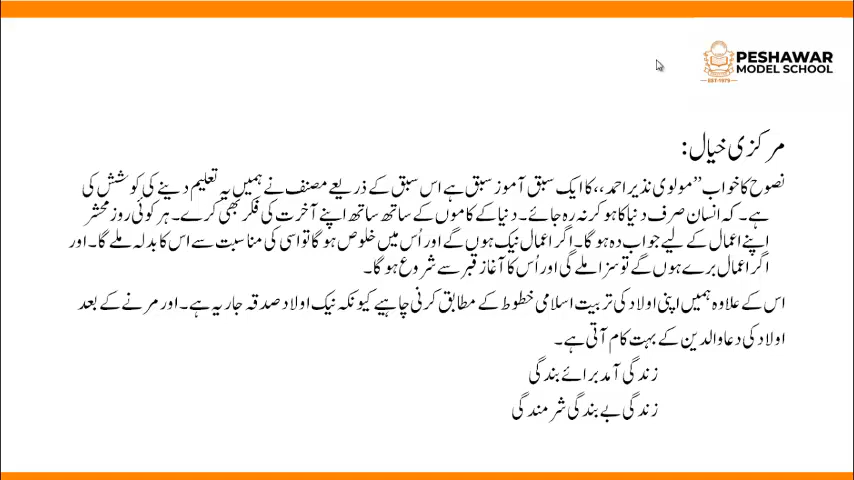 PESHAWAR
MODEL SCHOOL
EST-1979
مرکزی خیال:
نصوح کا خواب ”مولوی نذیر احمد،، کا ایک سبق آموز سبق ہے اس سبق کے ذریعے مصنف نے ہمیں یہ تعلیم دینے کی کوشش کی
ہے۔ کہ انسان صرف دنیا کا ہو کر نہ رہ جائے۔ دنیا کے کاموں کے ساتھ ساتھ اپنے آخرت کی فکر بھی کرے۔ ہر کوئی روز محشر
اپنے اعمال کے لیے جواب دہ ہو گا۔ اگر اعمال نیک ہوں گے اور اُس میں خلوص ہو گا تو اسی کی مناسبت سے اس کا بدلہ ملے گا۔ اور
اگر اعمال برے ہوں گے تو سزا ملے گی اور اُس کا آغاز قبر سے شروع ہو گا۔
اس کے علاوہ ہمیں اپنی اولاد کی تربیت اسلامی خطوط کے مطابق کرنی چاہیے کیونکہ نیک اولاد صدقہ جاریہ ہے۔ اور مرنے کے بعد
اولاد کی دعا والدین کے بہت کام آتی ہے۔
زندگی آمد برائے بندگی
زندگی بے بندگی شرمندگی